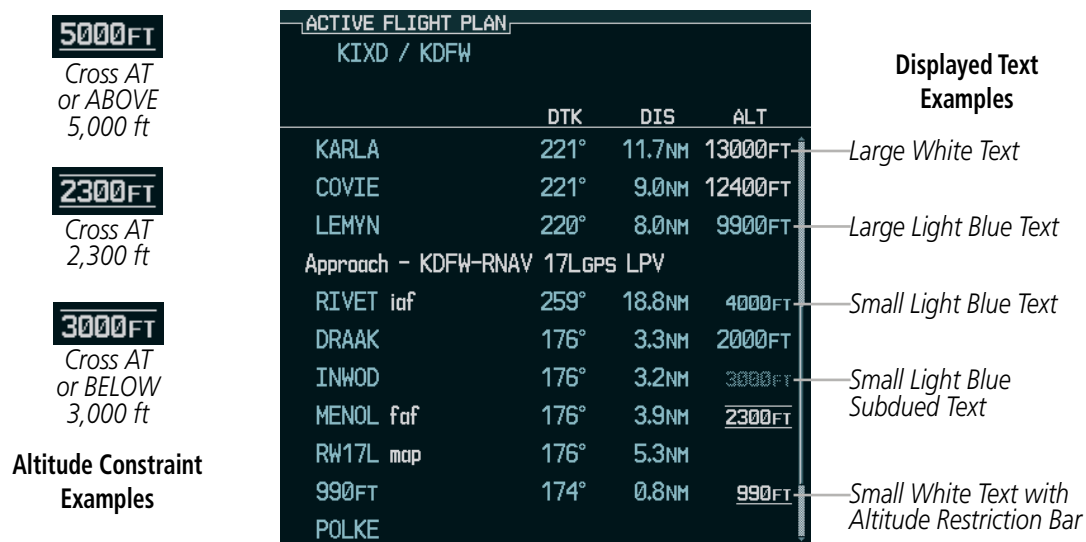 5000FT
Cross AT
or ABOVE
5,000 ft
2300FT
Cross AT
2,300 ft
3000FT
Cross AT
or BELOW
3,000 ft
Altitude Constraint
Examples
ACTIVE FLIGHT PLAN
KIXD / KDFW
DTK DIS ALT
KARLA 221° 11.7NM 13000FT
COVIE 221° 9.0NM 12400FT
LEMYN 220° 8.0NM 9900FT
Approach - KDFW-RNAV 17LGPS LPV
RIVET iaf 259° 18.8NM 4000FT
DRAAK 176° 3.3NM 2000FT
INWOD 176° 3.2NM 3000FT
MENOL faf 176° 3.9NM 2300FT
RW17L map 176° 5.3NM
990FT 174° 0.8NM 990FT
POLKE
Displayed Text
Examples
Large White Text
Large Light Blue Text
Small Light Blue Text
Small Light Blue
Subdued Text
Small White Text with
Altitude Restriction Bar